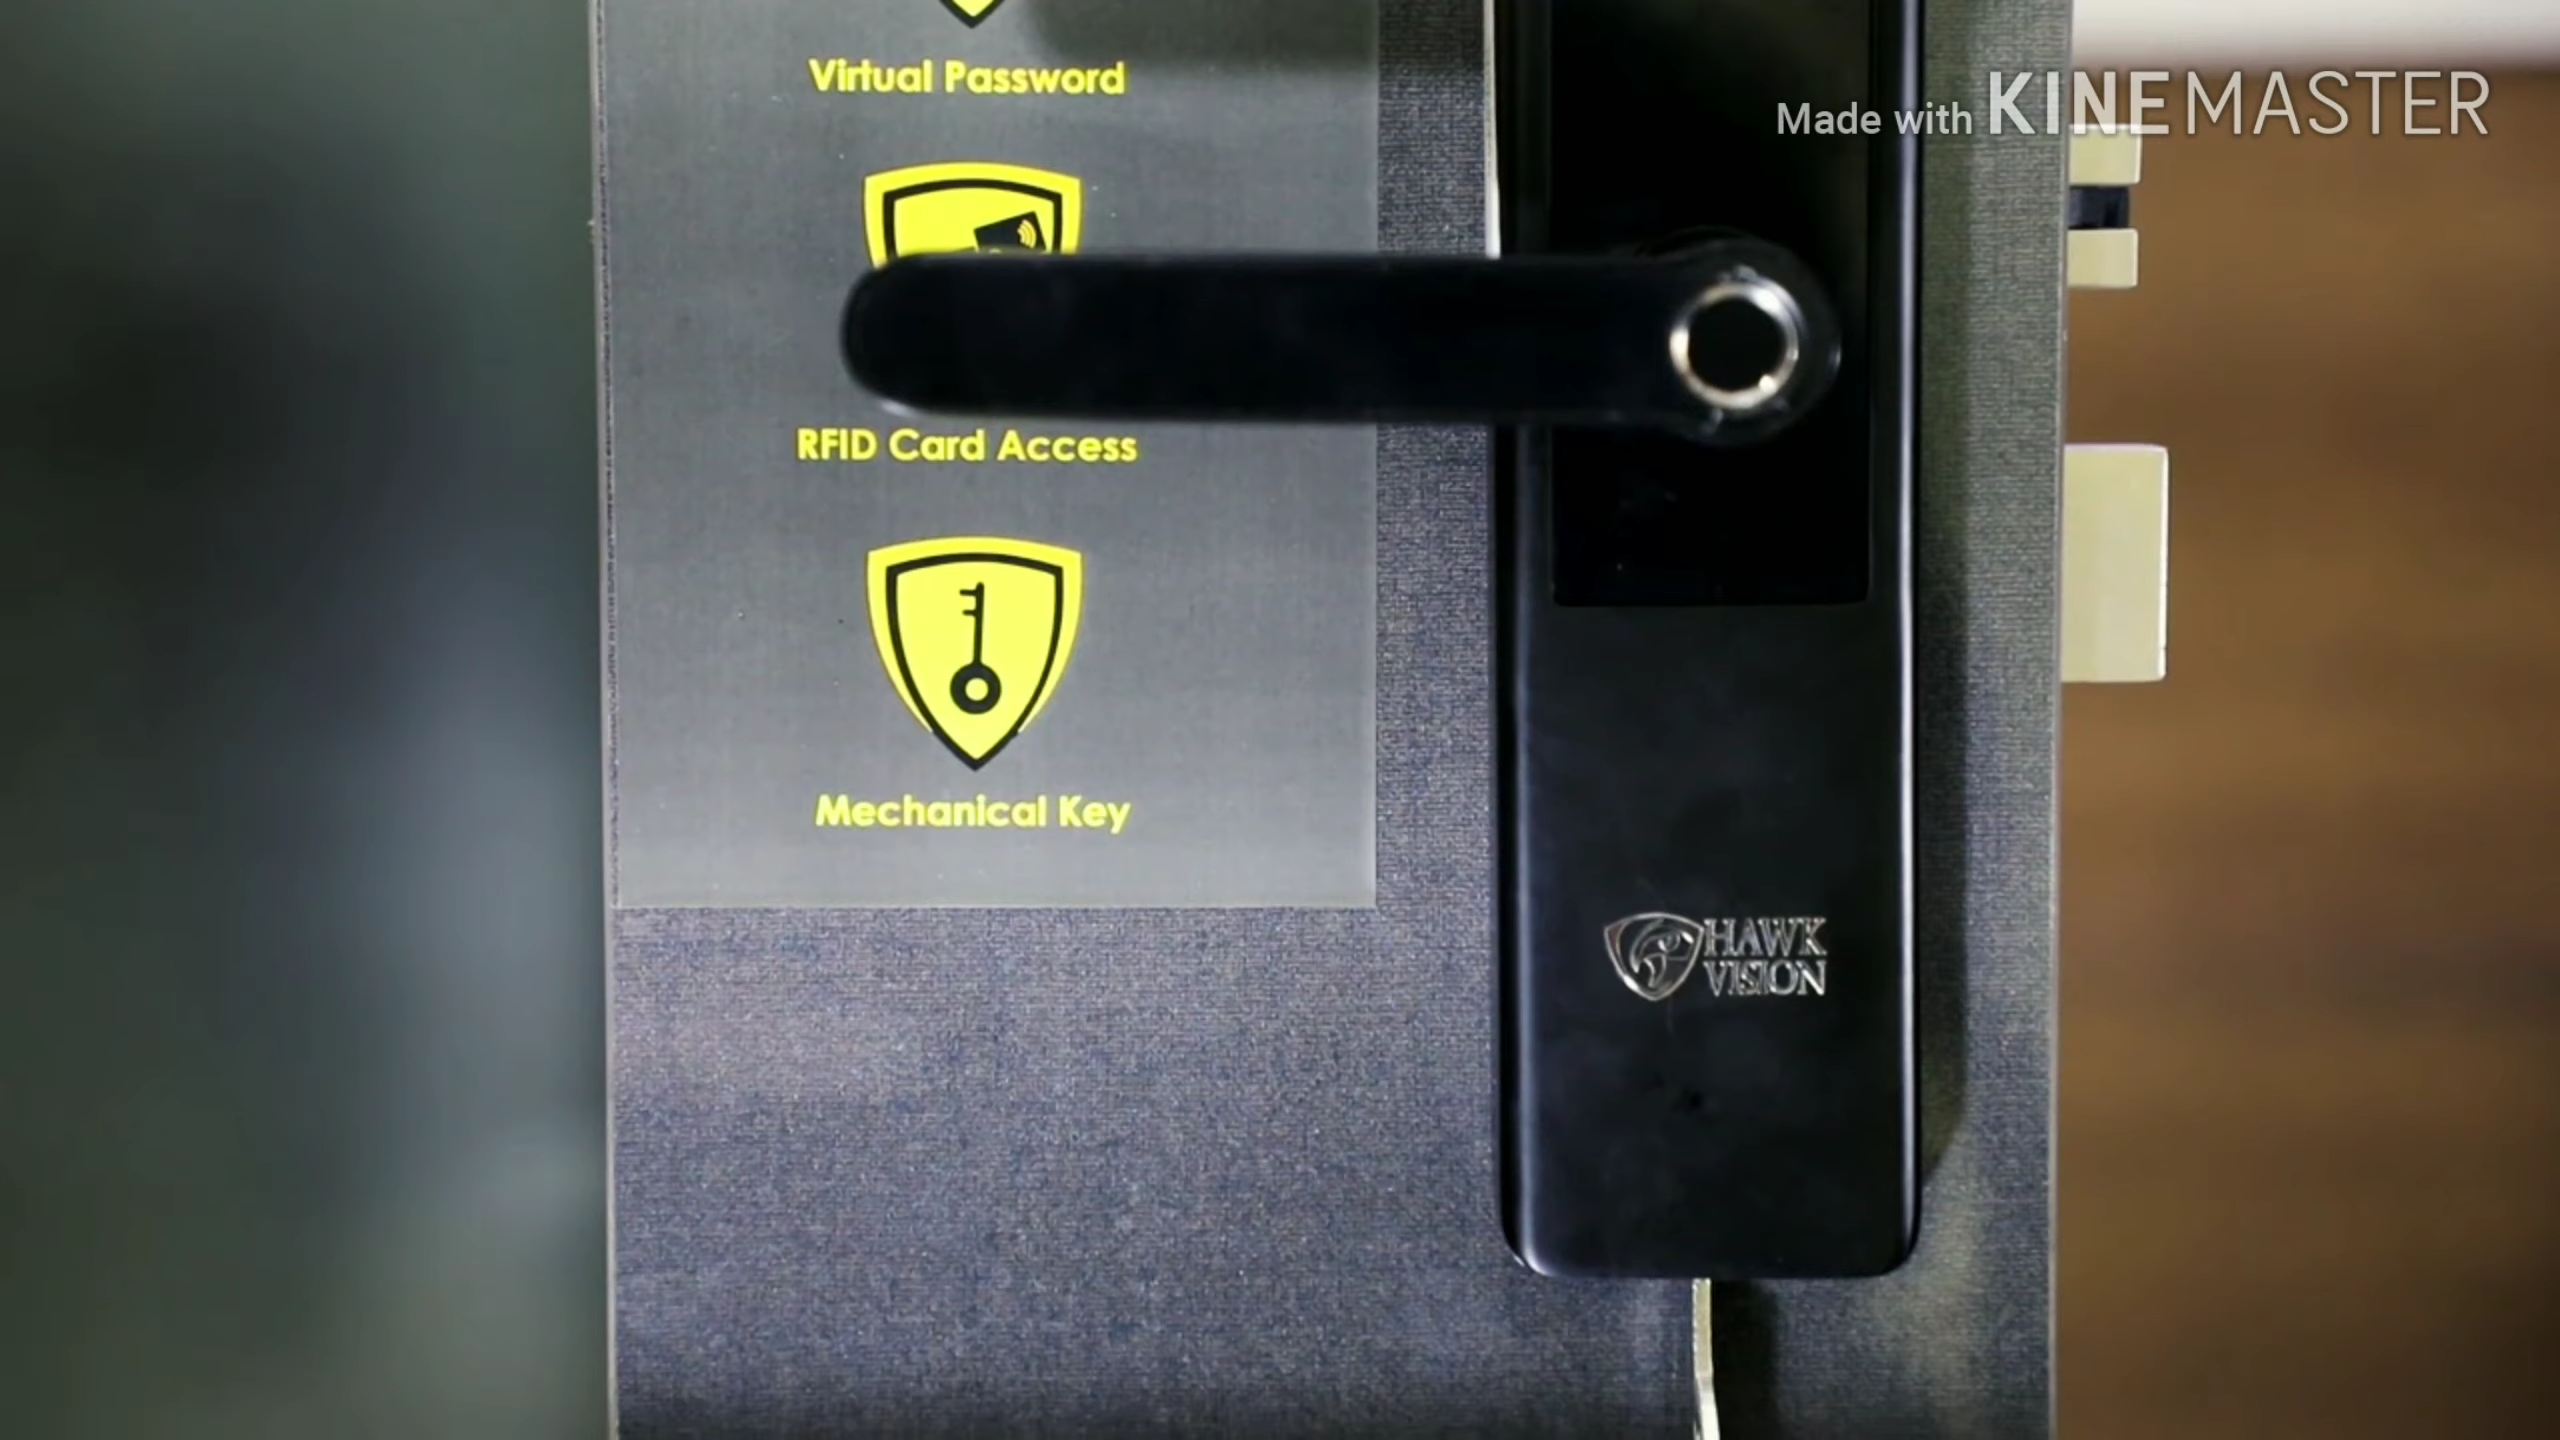 Virtual Password
Made with KINEMASTER
RFID Card Access
Mechanical Key
HAWK
VISION